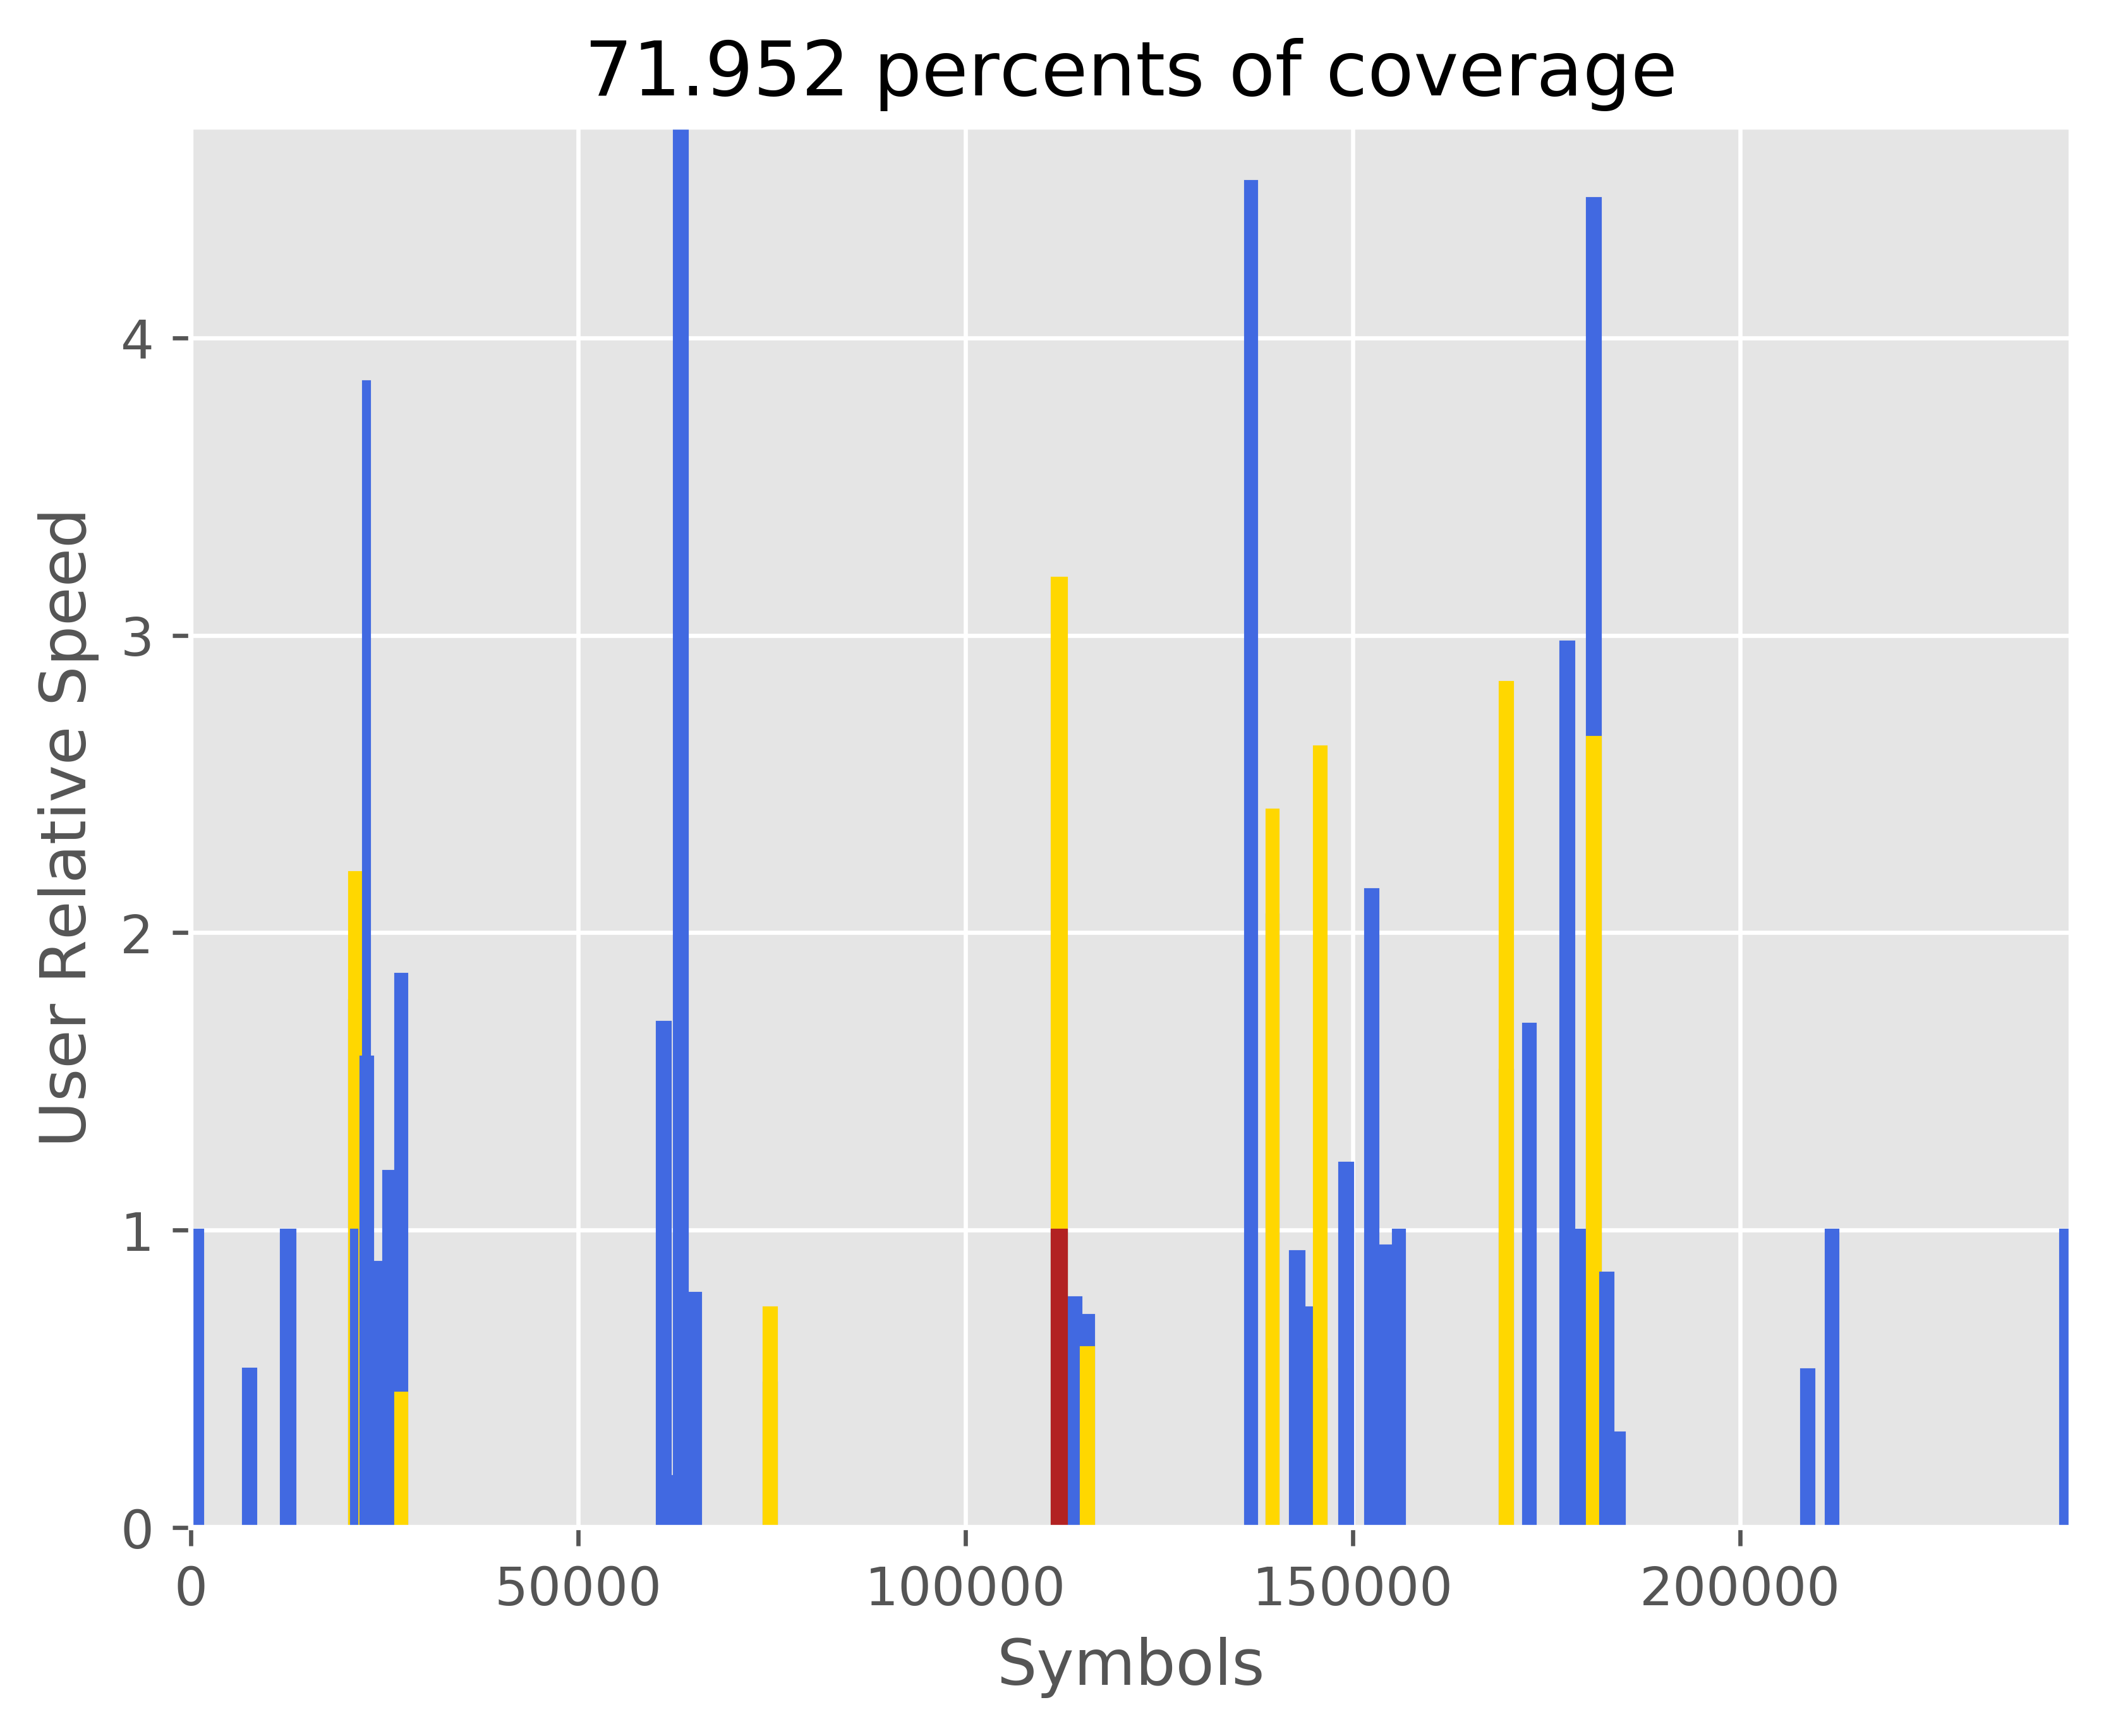 71.952 percents of coverage
User Relative Speed
4
3
2
1
0
0 50000 100000 150000 200000
Symbols